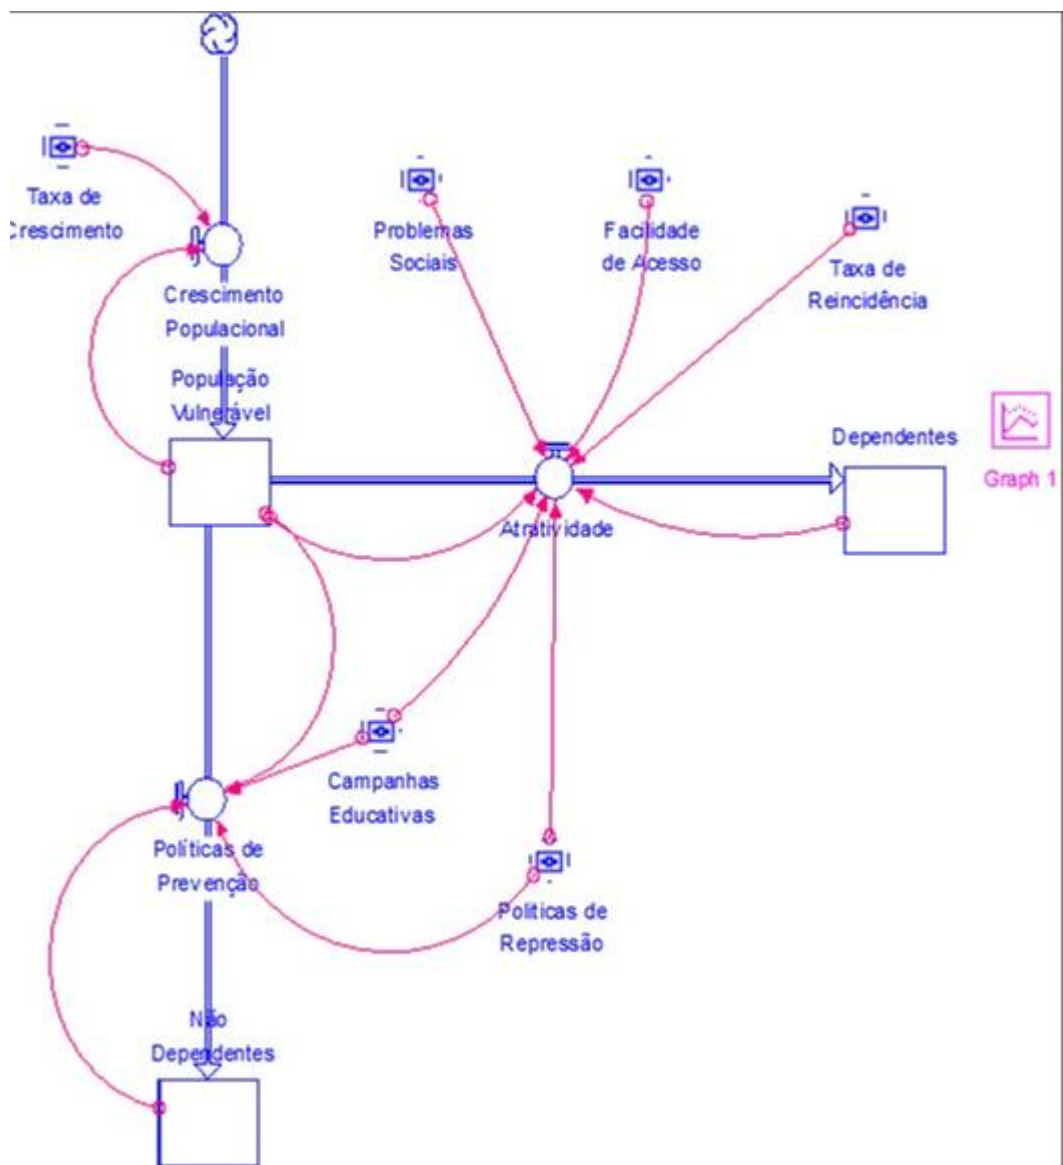 Taxa de
Crescimento
Problemas
Sociais
Facilidade
de Acesso
Taxa de
Reincidência
Crescimento
Populacional
População
Vulnerável
Dependentes
Graph 1
Atratividade
Campanhas
Educativas
Políticas de
Prevenção
Políticas de
Repressão
Não
Dependentes